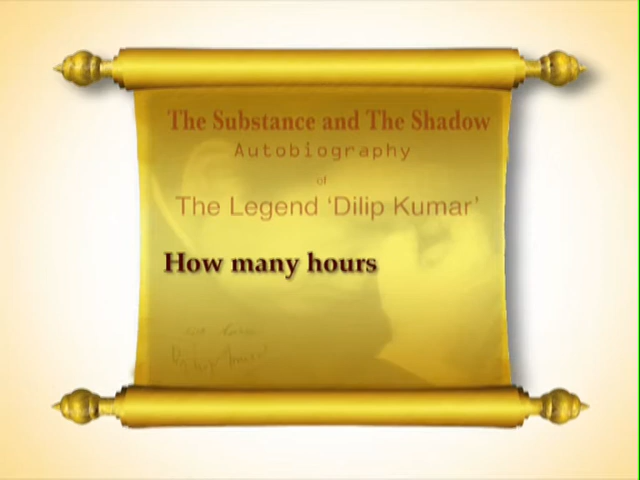 The Substance and The Shadow
Autobiography
of
The Legend ‘Dilip Kumar’
How many hours